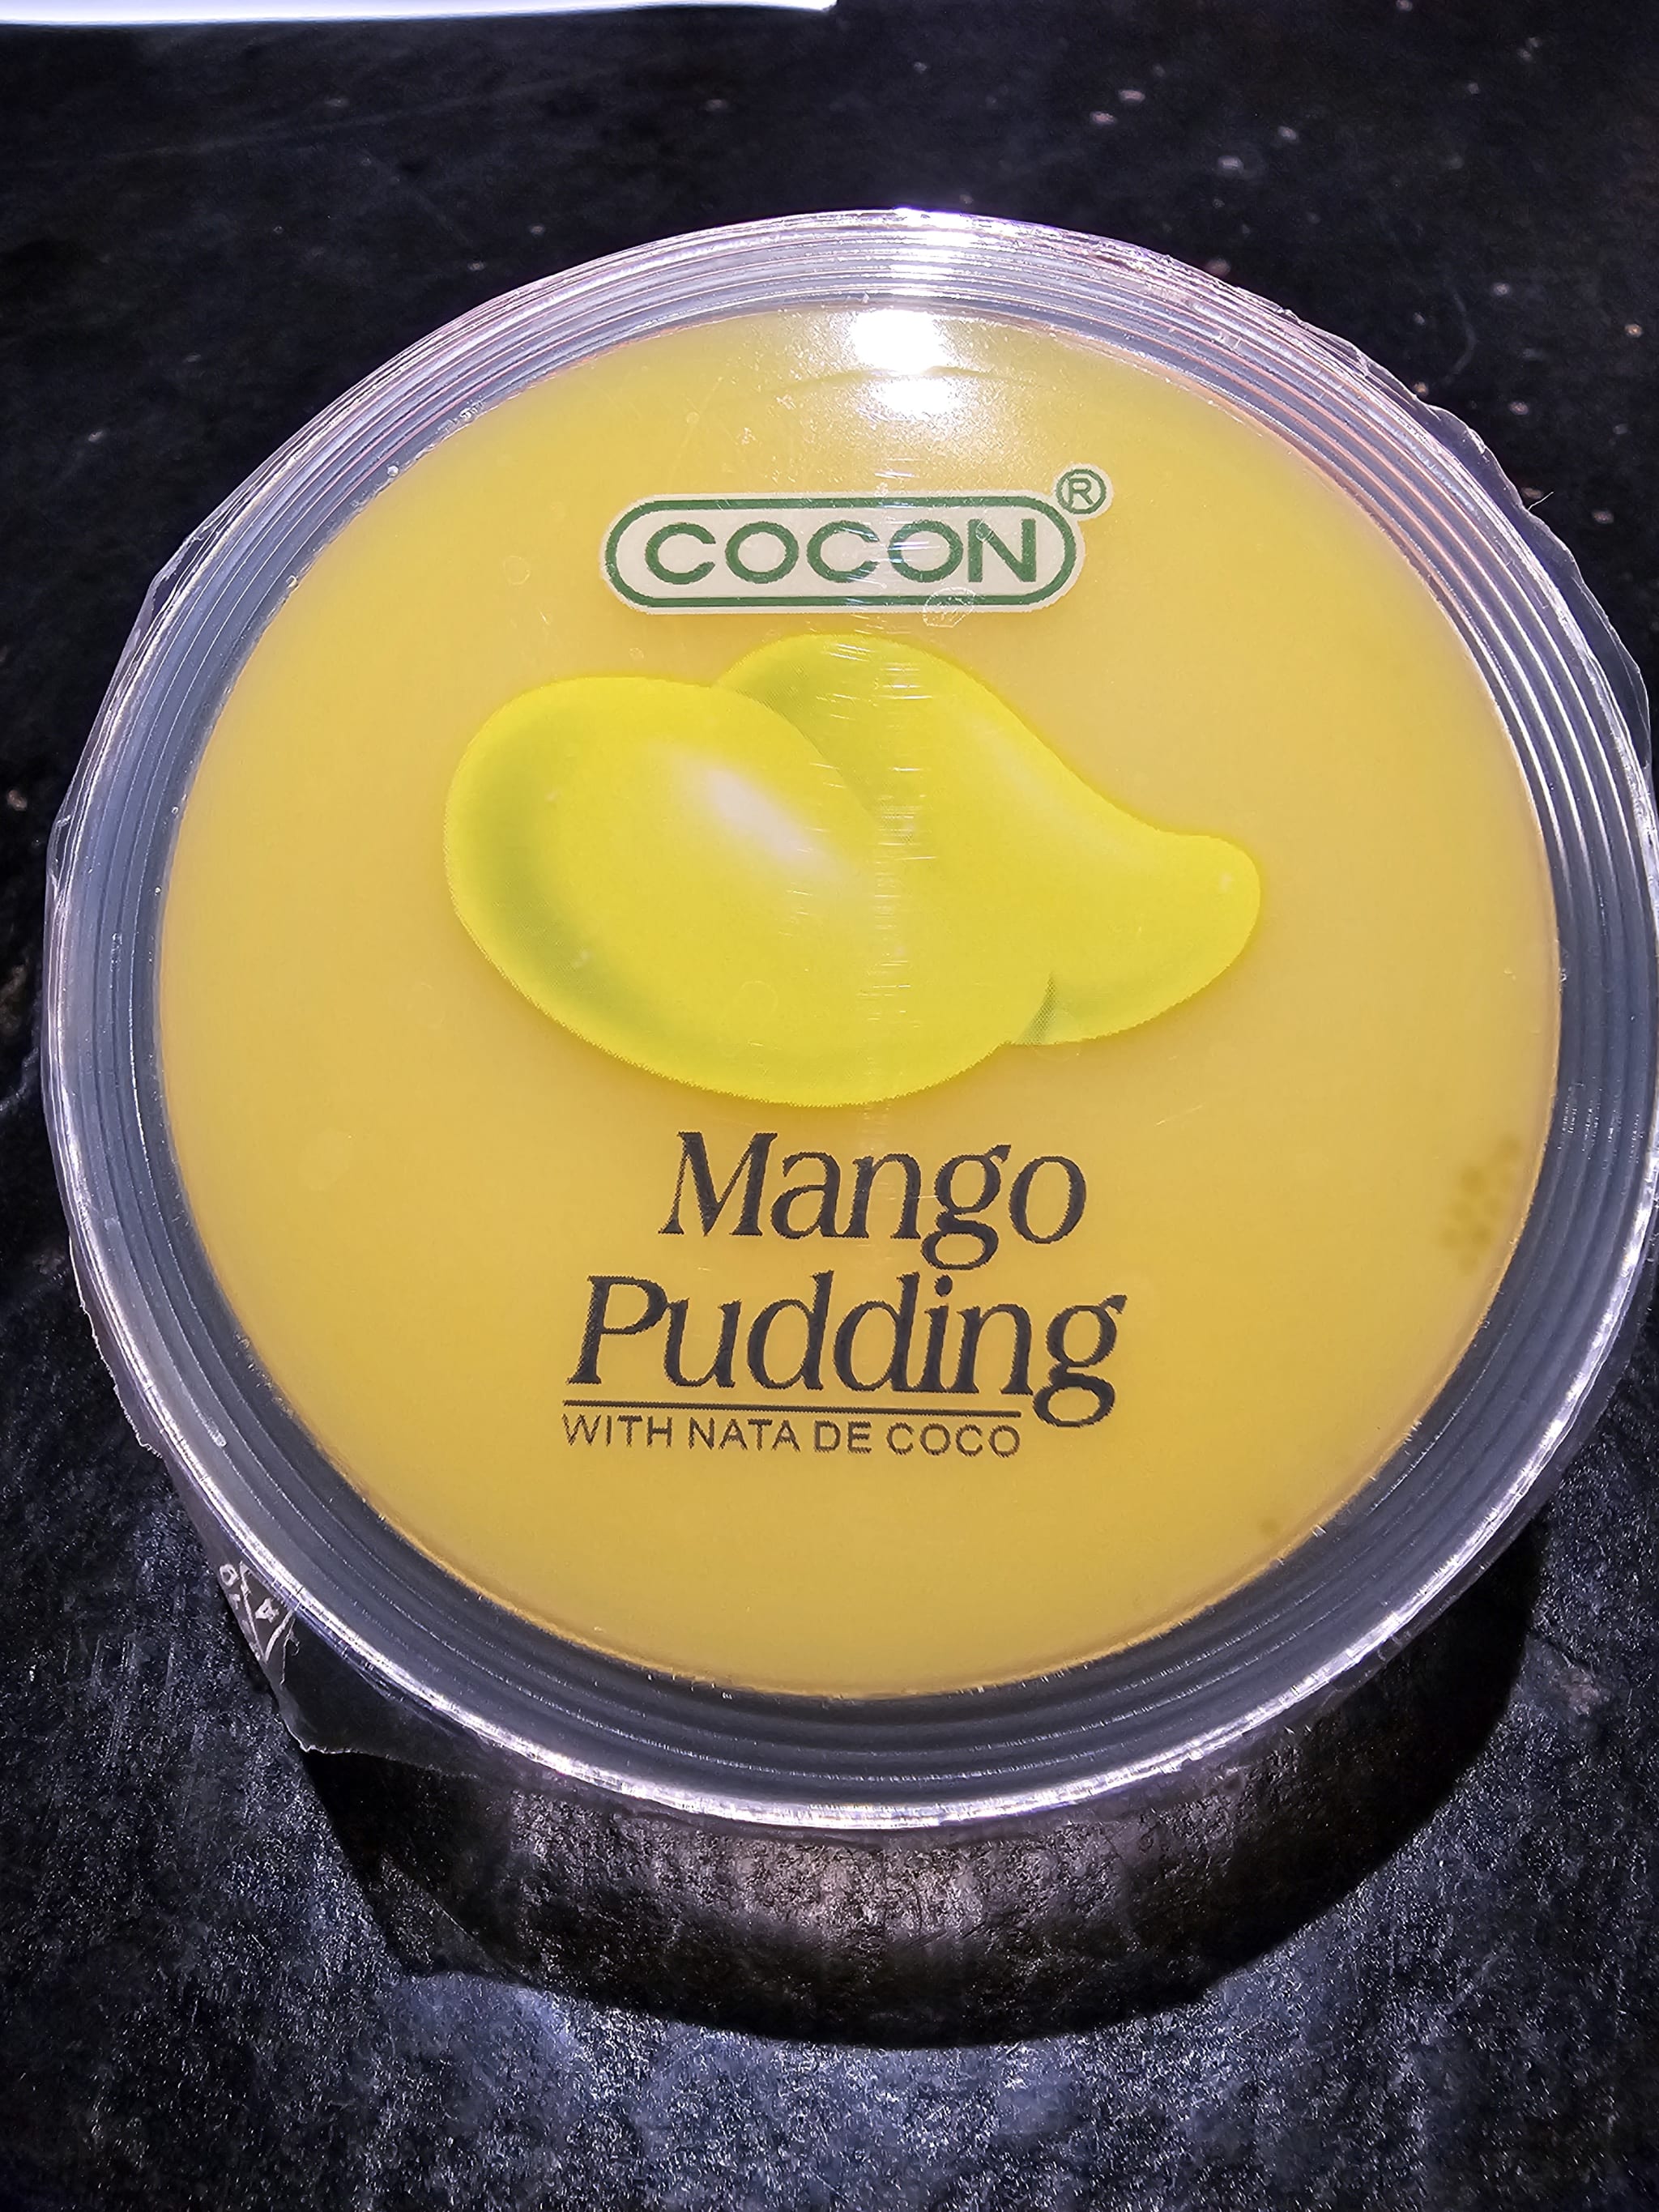 COCON®
Mango
Pudding
WITH NATA DE COCO